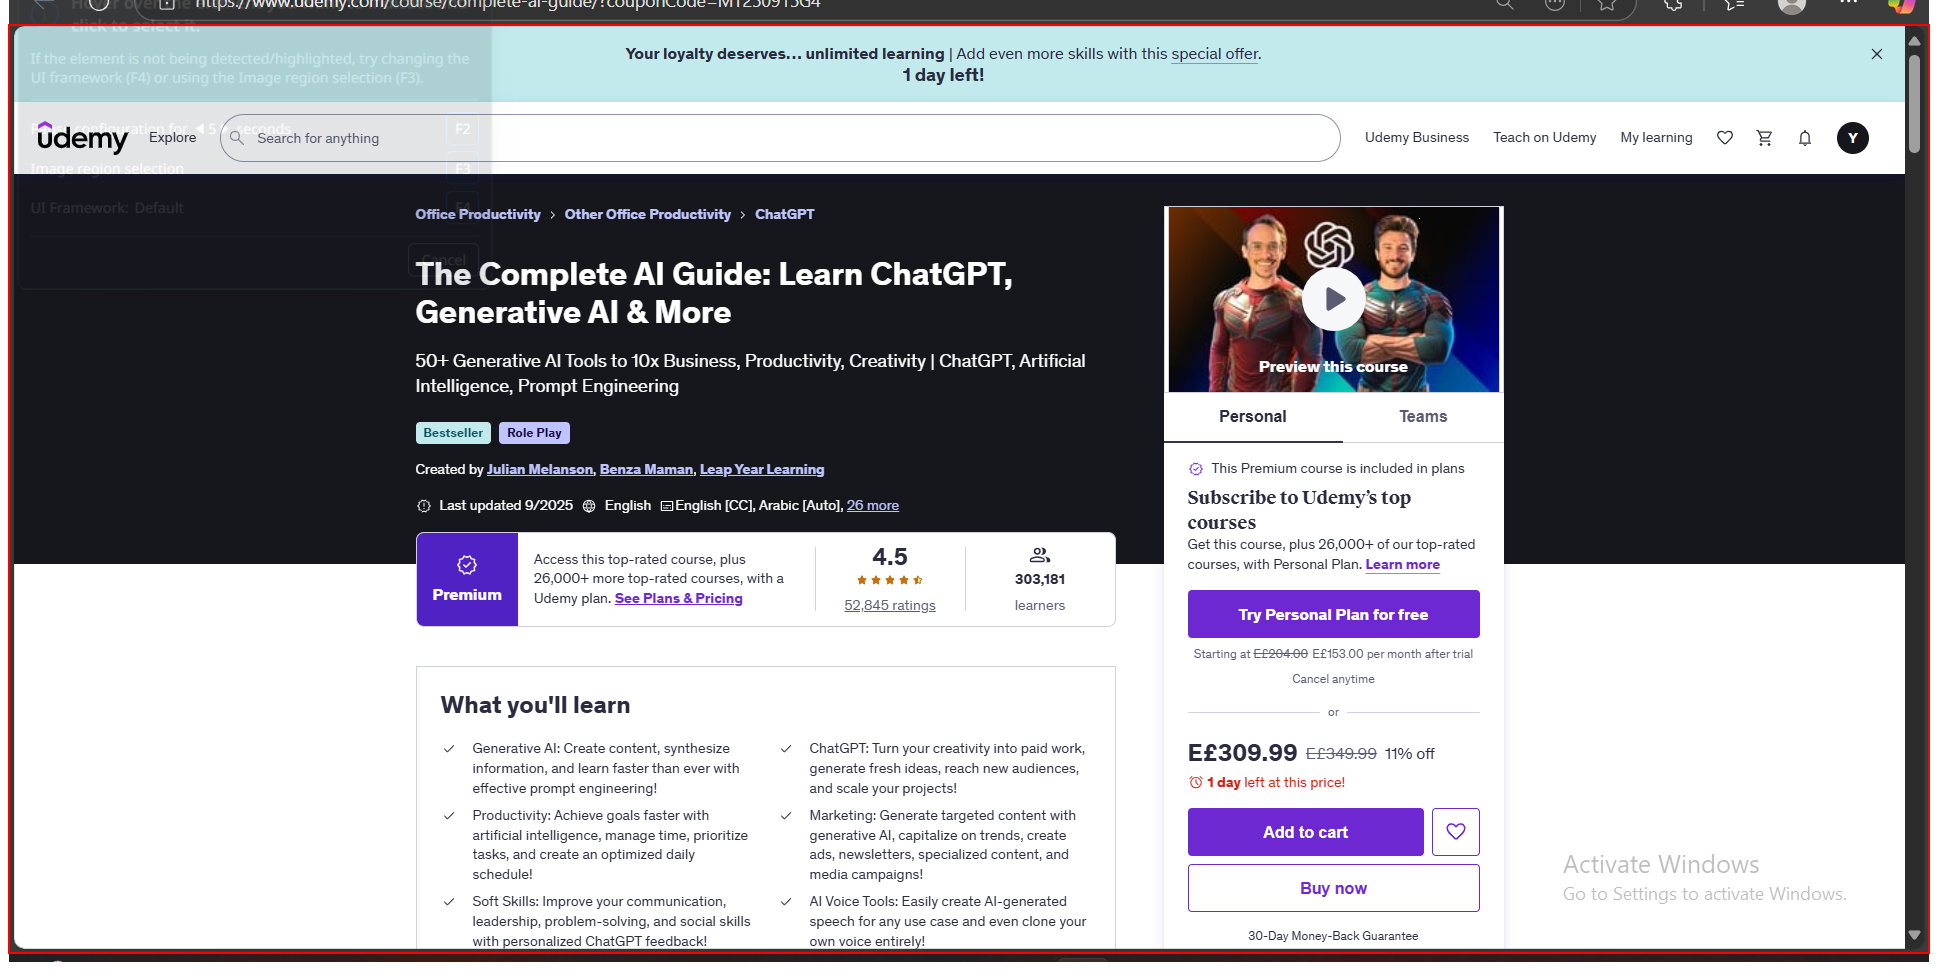 https://www.udemy.com/course/complete-ai-guide/?couponCode=MT250915G4
Hover over the
click to select it.
If the element is not being detected/highlighted, try changing the
UI framework (F4) or using the Image region selection (F3).
configuration for 5 seconds
F2
Image region selection
F3
UI Framework: Default
F4
Cancel
Your loyalty deserves... unlimited learning | Add even more skills with this special offer.
1 day left!
udemy
Explore
Search for anything
Udemy Business
Teach on Udemy
My learning
Y
Office Productivity
Other Office Productivity
ChatGPT
The Complete AI Guide: Learn ChatGPT,
Generative AI & More
50+ Generative AI Tools to 10x Business, Productivity, Creativity | ChatGPT, Artificial
Intelligence, Prompt Engineering
Bestseller
Role Play
Created by Julian Melanson, Benza Maman, Leap Year Learning
Last updated 9/2025
English
English [CC], Arabic [Auto], 26 more
Premium
Access this top-rated course, plus
26,000+ more top-rated courses, with a
Udemy plan. See Plans & Pricing
4.5
52,845 ratings
303,181
learners
What you'll learn
Generative AI: Create content, synthesize
information, and learn faster than ever with
effective prompt engineering!
Productivity: Achieve goals faster with
artificial intelligence, manage time, prioritize
tasks, and create an optimized daily
schedule!
Soft Skills: Improve your communication,
leadership, problem-solving, and social skills
with personalized ChatGPT feedback!
ChatGPT: Turn your creativity into paid work,
generate fresh ideas, reach new audiences,
and scale your projects!
Marketing: Generate targeted content with
generative AI, capitalize on trends, create
ads, newsletters, specialized content, and
media campaigns!
AI Voice Tools: Easily create AI-generated
speech for any use case and even clone your
own voice entirely!
Preview this course
Personal
Teams
This Premium course is included in plans
Subscribe to Udemy's top
courses
Get this course, plus 26,000+ of our top-rated
courses, with Personal Plan. Learn more
Try Personal Plan for free
Starting at E£204.00 E£153.00 per month after trial
Cancel anytime
or
E£309.99 E£349.99 11% off
1 day left at this price!
Add to cart
Buy now
30-Day Money-Back Guarantee
Activate Windows
Go to Settings to activate Windows.